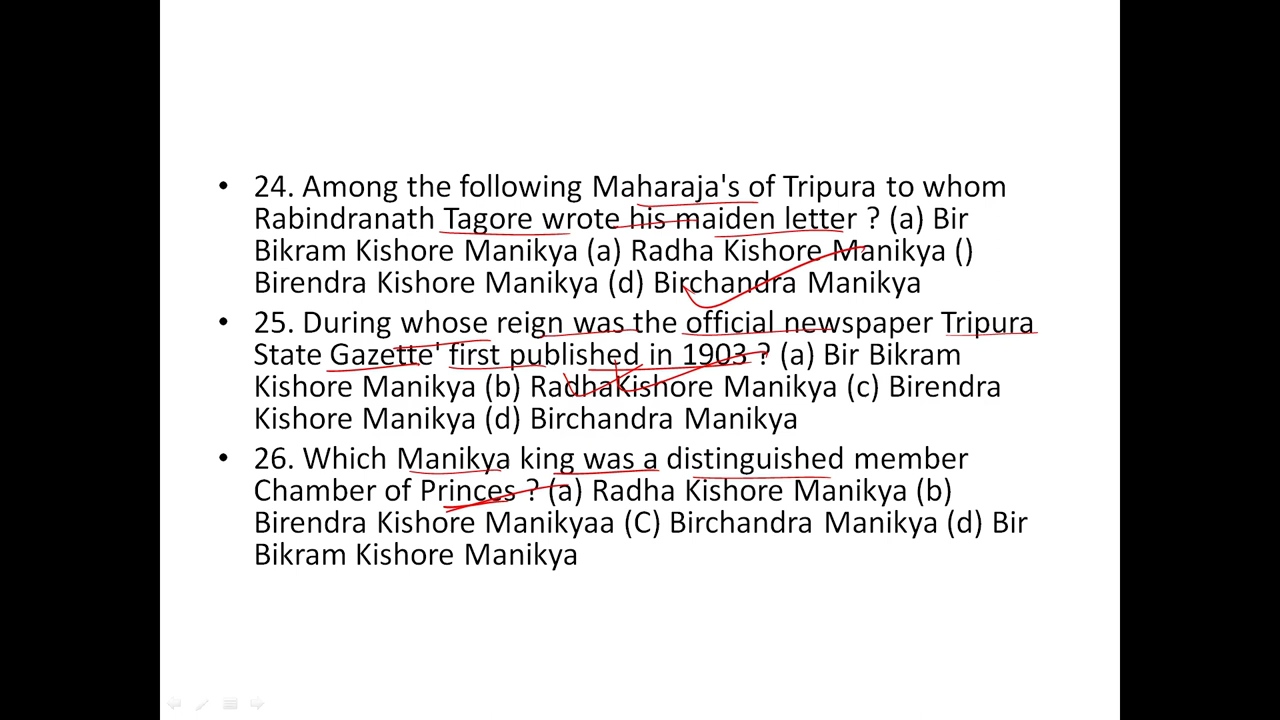 • 24. Among the following Maharaja's of Tripura to whom
Rabindranath Tagore wrote his maiden letter ? (a) Bir
Bikram Kishore Manikya (a) Radha Kishore Manikya ()
Birendra Kishore Manikya (d) Birchandra Manikya
• 25. During whose reign was the official newspaper Tripura
State Gazette' first published in 1903 ? (a) Bir Bikram
Kishore Manikya (b) RadhaKishore Manikya (c) Birendra
Kishore Manikya (d) Birchandra Manikya
• 26. Which Manikya king was a distinguished member
Chamber of Princes ? (a) Radha Kishore Manikya (b)
Birendra Kishore Manikyaa (C) Birchandra Manikya (d) Bir
Bikram Kishore Manikya